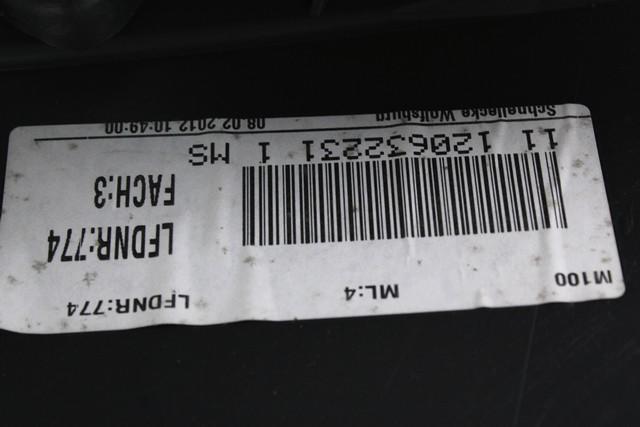 M100 ML:4 LFDNR:774
LFDNR:774
FACH:3
11 1 120632231 1 MS
Schnellecke Wolfsburg 08.02.2012 10:49:00